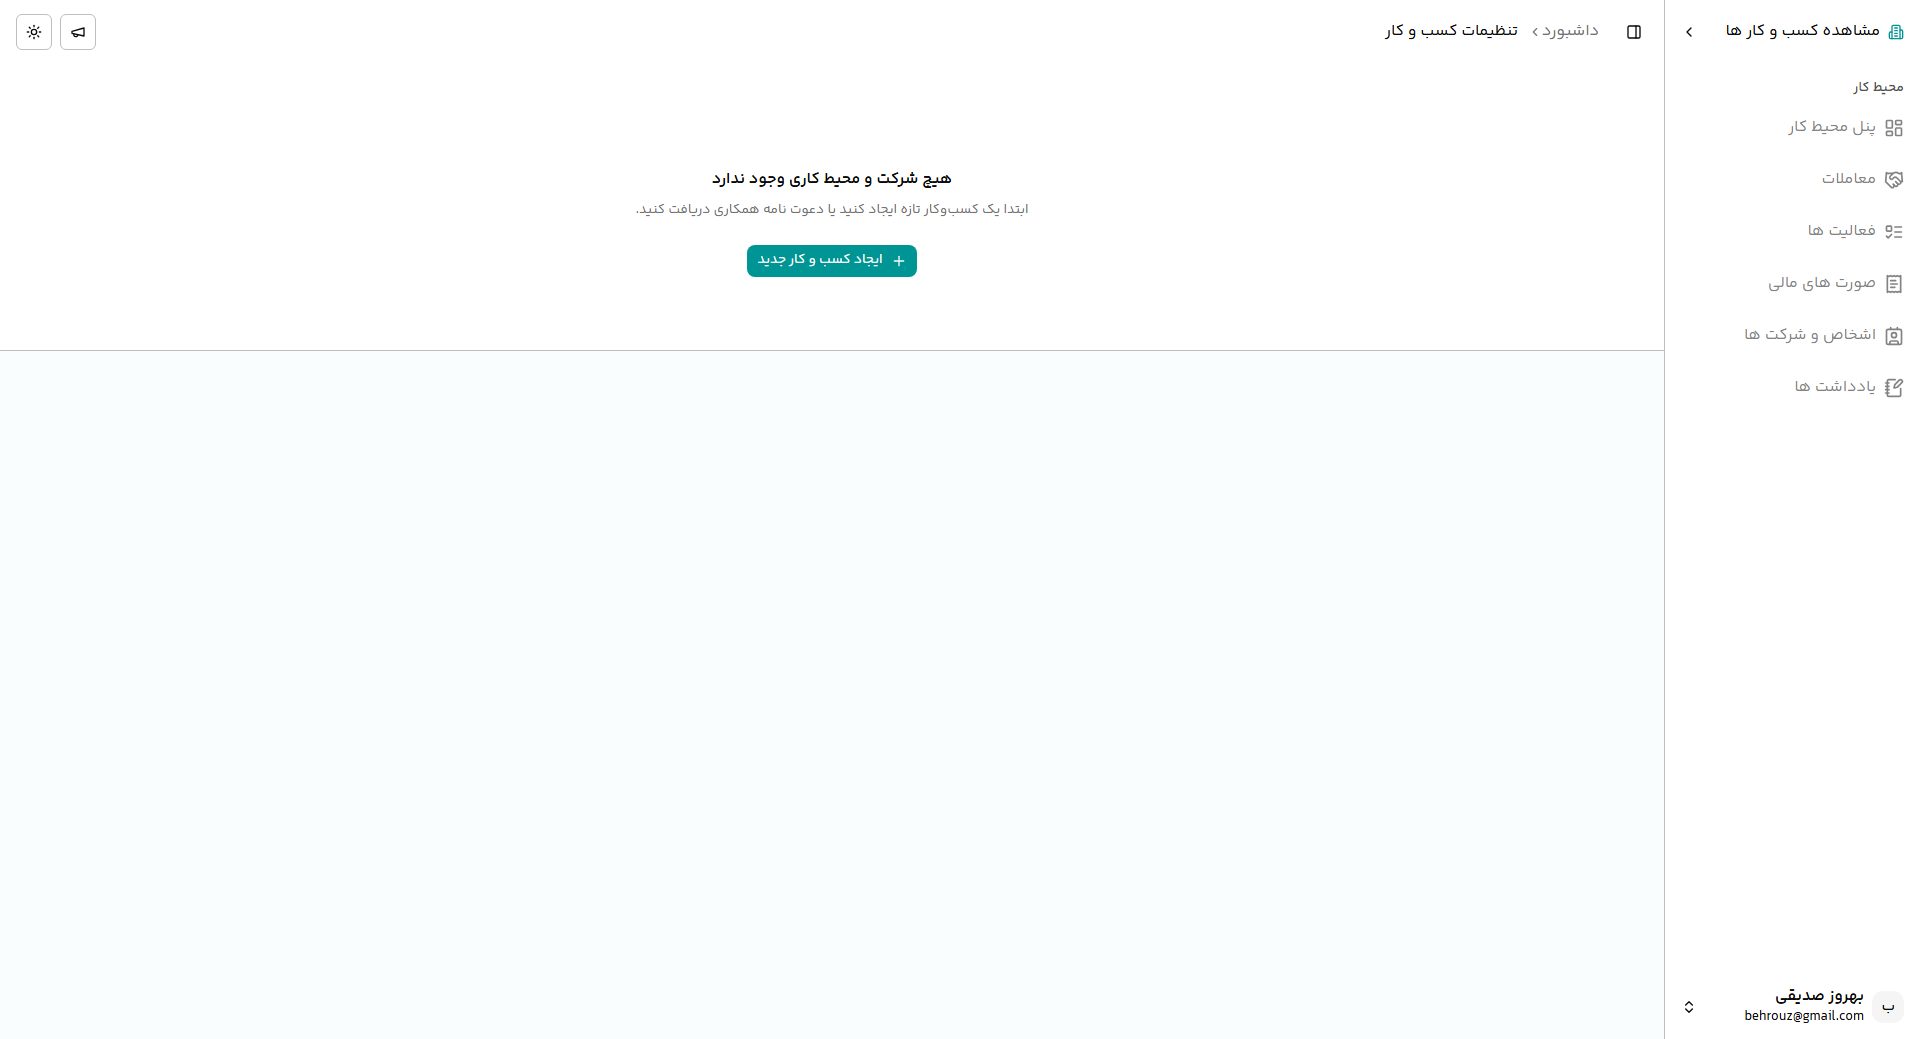 مشاهده کسب و کار ها
محیط کار
پنل محیط کار
معاملات
فعالیت ها
صورت های مالی
اشخاص و شرکت ها
یادداشت ها
ب
بهروز صدیقی
behrouz@gmail.com
داشبورد
تنظیمات کسب و کار
هیچ شرکت و محیط کاری وجود ندارد
ابتدا یک کسب‌وکار تازه ایجاد کنید یا دعوت نامه همکاری دریافت کنید.
ایجاد کسب و کار جدید